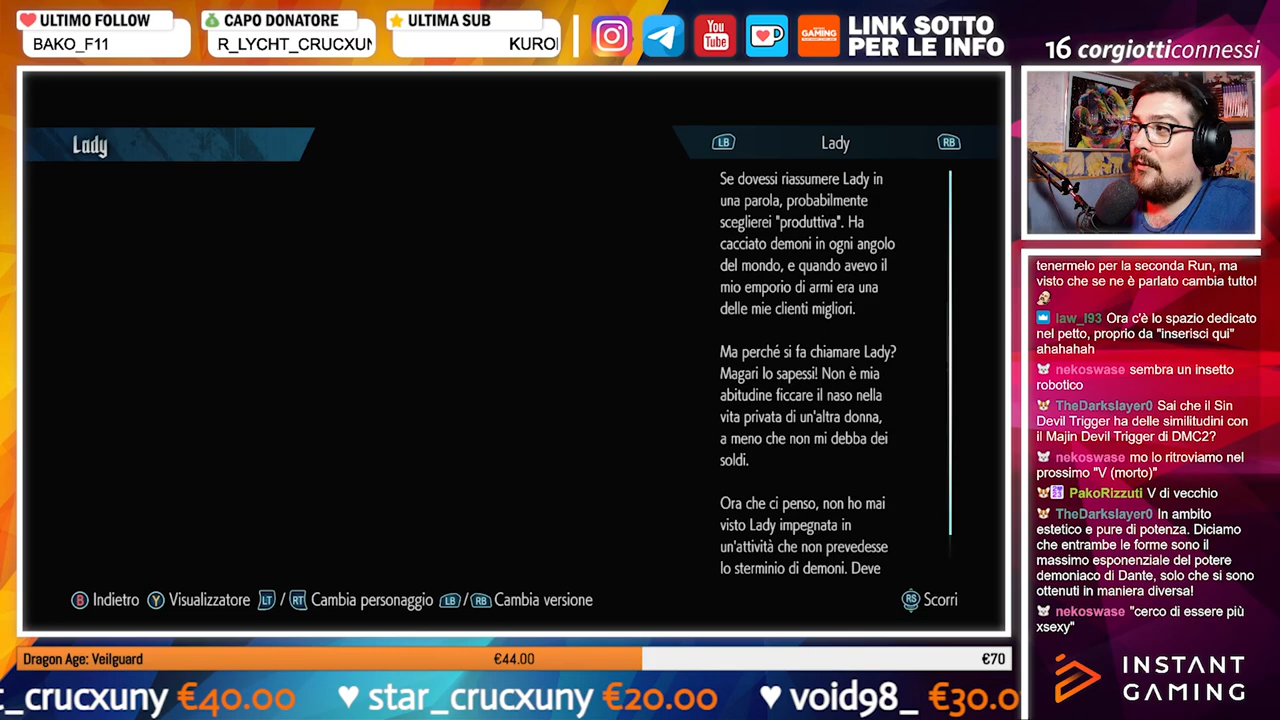 ULTIMO FOLLOW
BAKO_F11
CAPO DONATORE
R_LYCHT_CRUCXUN
ULTIMA SUB
KUROI
You
Tube
GAMING
LINK SOTTO
PER LE INFO
16 corgiotticonnessi
Lady
LB
Lady
RB
Se dovessi riassumere Lady in
una parola, probabilmente
sceglierei "produttiva". Ha
cacciato demoni in ogni angolo
del mondo, e quando avevo il
mio emporio di armi era una
delle mie clienti migliori.
Ma perché si fa chiamare Lady?
Magari lo sapessi! Non è mia
abitudine ficcare il naso nella
vita privata di un'altra donna,
a meno che non mi debba dei
soldi.
Ora che ci penso, non ho mai
visto Lady impegnata in
un'attività che non prevedesse
lo sterminio di demoni. Deve
B Indietro Y Visualizzatore LT / RT Cambia personaggio LB / RB Cambia versione
RS Scorri
tenermelo per la seconda Run, ma
visto che se ne è parlato cambia tutto!
law_l93 Ora c'è lo spazio dedicato
nel petto, proprio da "inserisci qui"
ahahahah
nekoswase sembra un insetto
robotico
TheDarkslayer0 Sai che il Sin
Devil Trigger ha delle similitudini con
il Majin Devil Trigger di DMC2?
nekoswase mo lo ritroviamo nel
prossimo "V (morto)"
PakoRizzuti V di vecchio
TheDarkslayer0 In ambito
estetico e pure di potenza. Diciamo
che entrambe le forme sono il
massimo esponenziale del potere
demoniaco di Dante, solo che si sono
ottenuti in maniera diversa!
nekoswase "cerco di essere più
xsexy"
Dragon Age: Veilguard
€44.00
€70
t_crucxuny €40.00 ♥ star_crucxuny €20.00 ♥ void98_ €30.0
INSTANT
GAMING